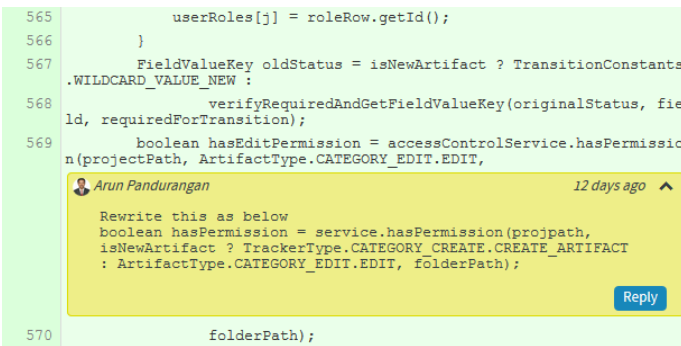 565 userRoles[j] = roleRow.getId();
566 }
567 FieldValueKey oldStatus = isNewArtifact ? TransitionConstants
.WILDCARD_VALUE_NEW :
568 verifyRequiredAndGetFieldValueKey(originalStatus, fie
ld, requiredForTransition);
569 boolean hasEditPermission = accessControlService.hasPermissio
n(projectPath, ArtifactType.CATEGORY_EDIT.EDIT,
Arun Pandurangan 12 days ago
Rewrite this as below
boolean hasPermission = service.hasPermission(projpath,
isNewArtifact ? TrackerType.CATEGORY_CREATE.CREATE_ARTIFACT
: ArtifactType.CATEGORY_EDIT.EDIT, folderPath);
Reply
570 folderPath);